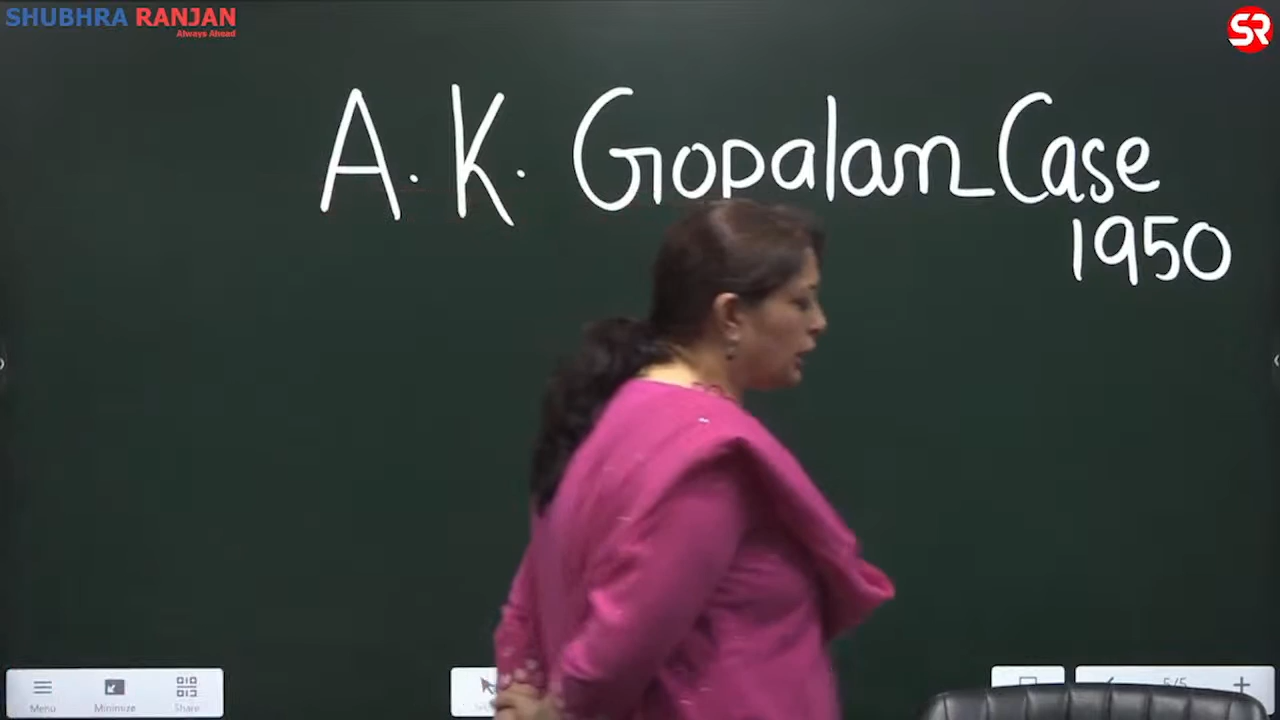 SHUBHRA RANJAN
Always Ahead
SR
A. K. Gopalan Case
1950
Menu
Minimize
Share
5/5